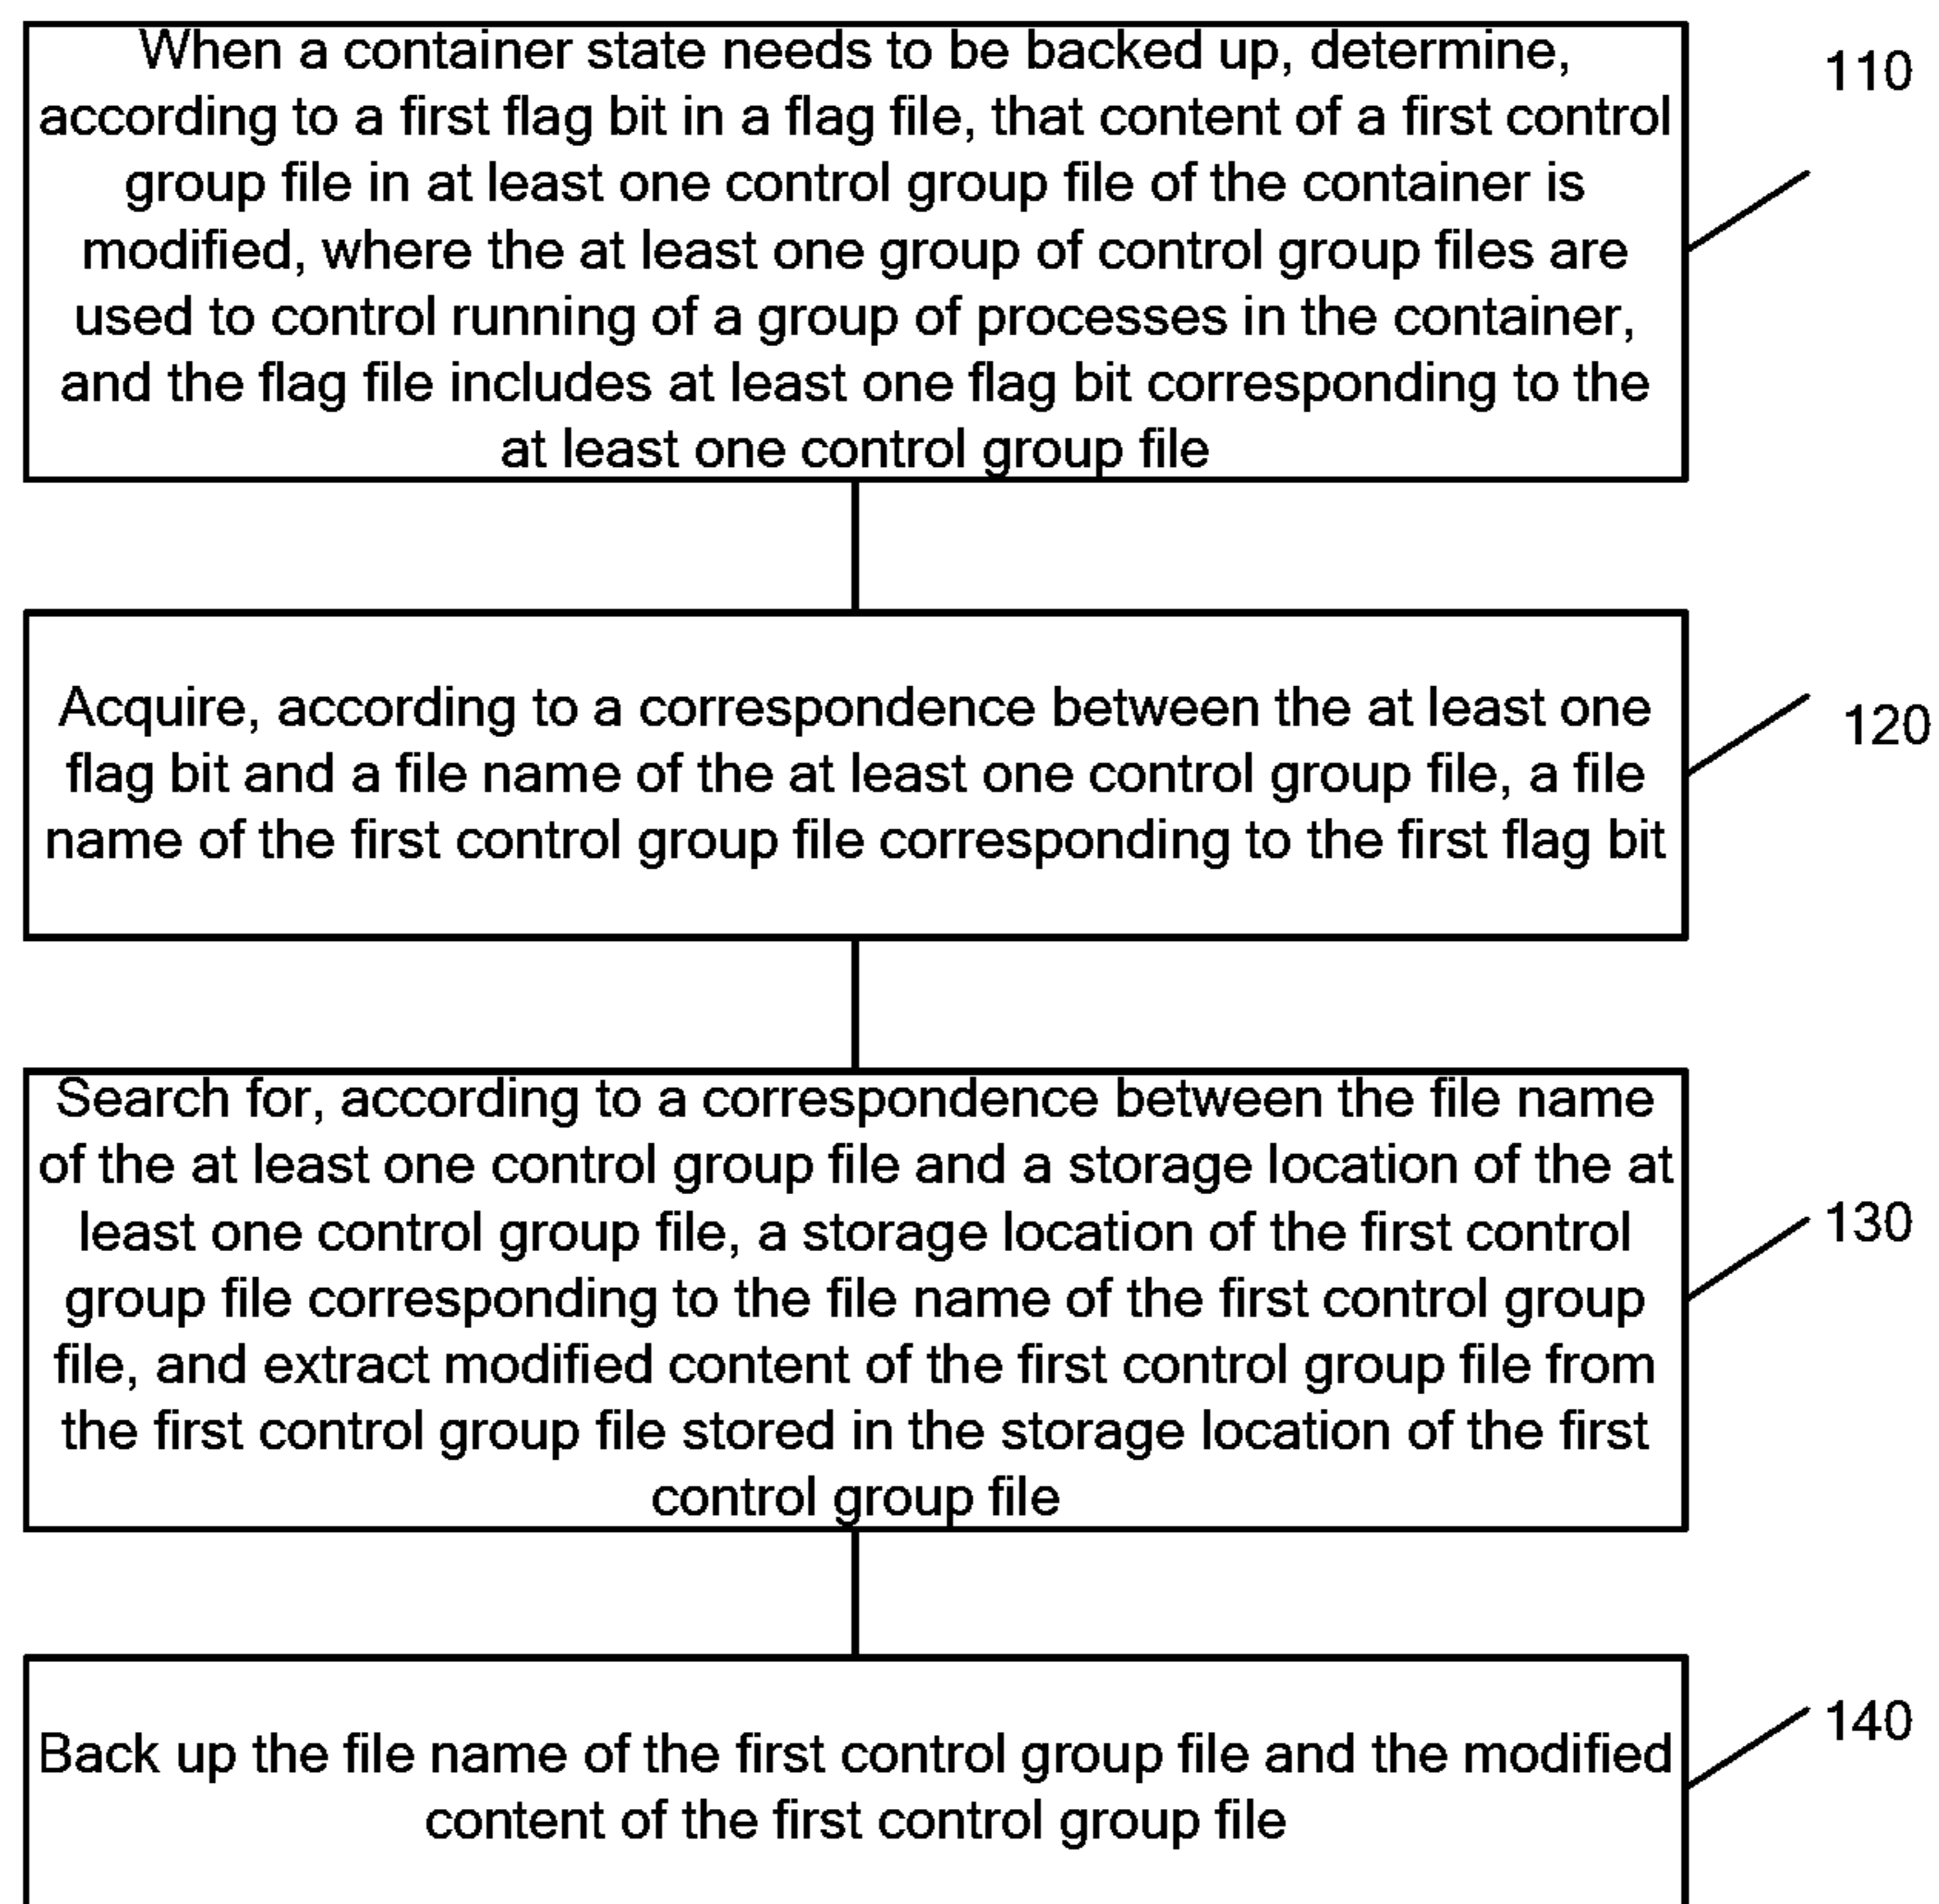 When a container state needs to be backed up, determine,
according to a first flag bit in a flag file, that content of a first control
group file in at least one control group file of the container is
modified, where the at least one group of control group files are
used to control running of a group of processes in the container,
and the flag file includes at least one flag bit corresponding to the
at least one control group file
110
Acquire, according to a correspondence between the at least one
flag bit and a file name of the at least one control group file, a file
name of the first control group file corresponding to the first flag bit
120
Search for, according to a correspondence between the file name
of the at least one control group file and a storage location of the at
least one control group file, a storage location of the first control
group file corresponding to the file name of the first control group
file, and extract modified content of the first control group file from
the first control group file stored in the storage location of the first
control group file
130
Back up the file name of the first control group file and the modified
content of the first control group file
140